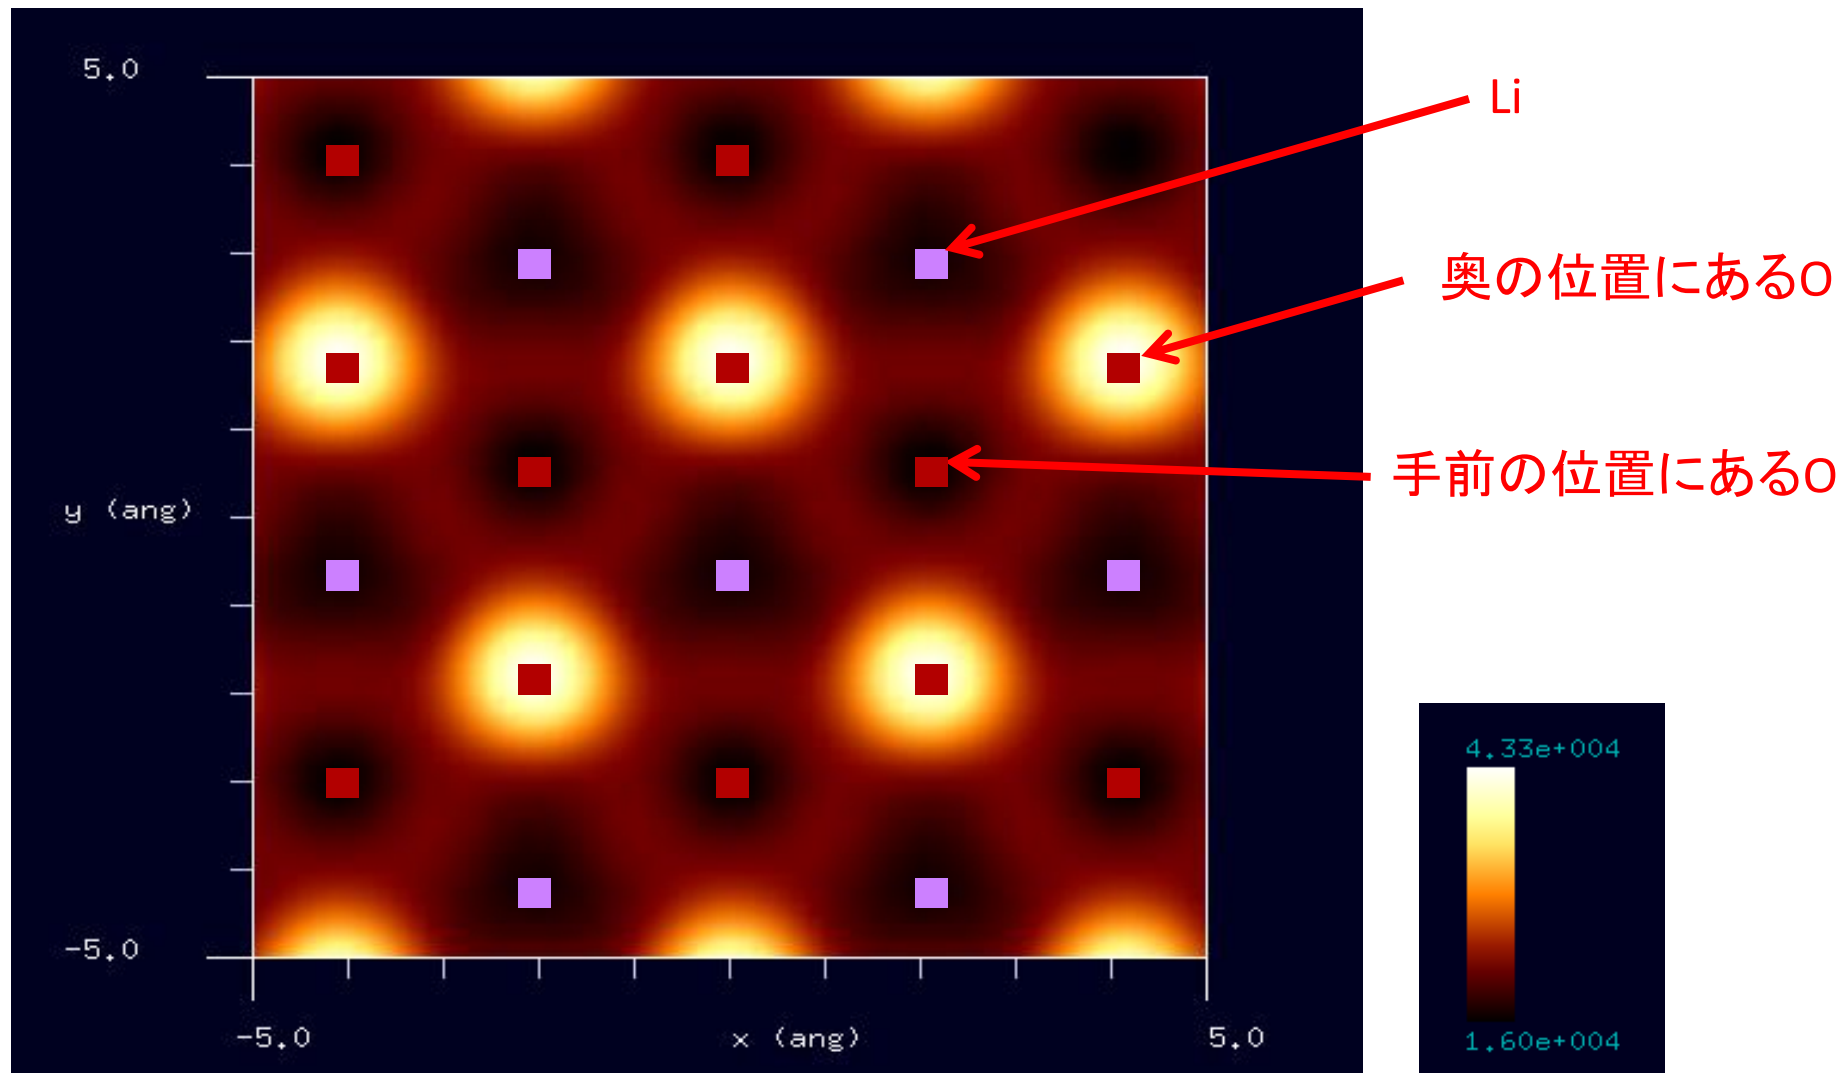 5.0
Li
奥の位置にあるO
手前の位置にあるO
y (ang)
-5.0
-5.0
x (ang)
5.0
4.33e+004
1.60e+004